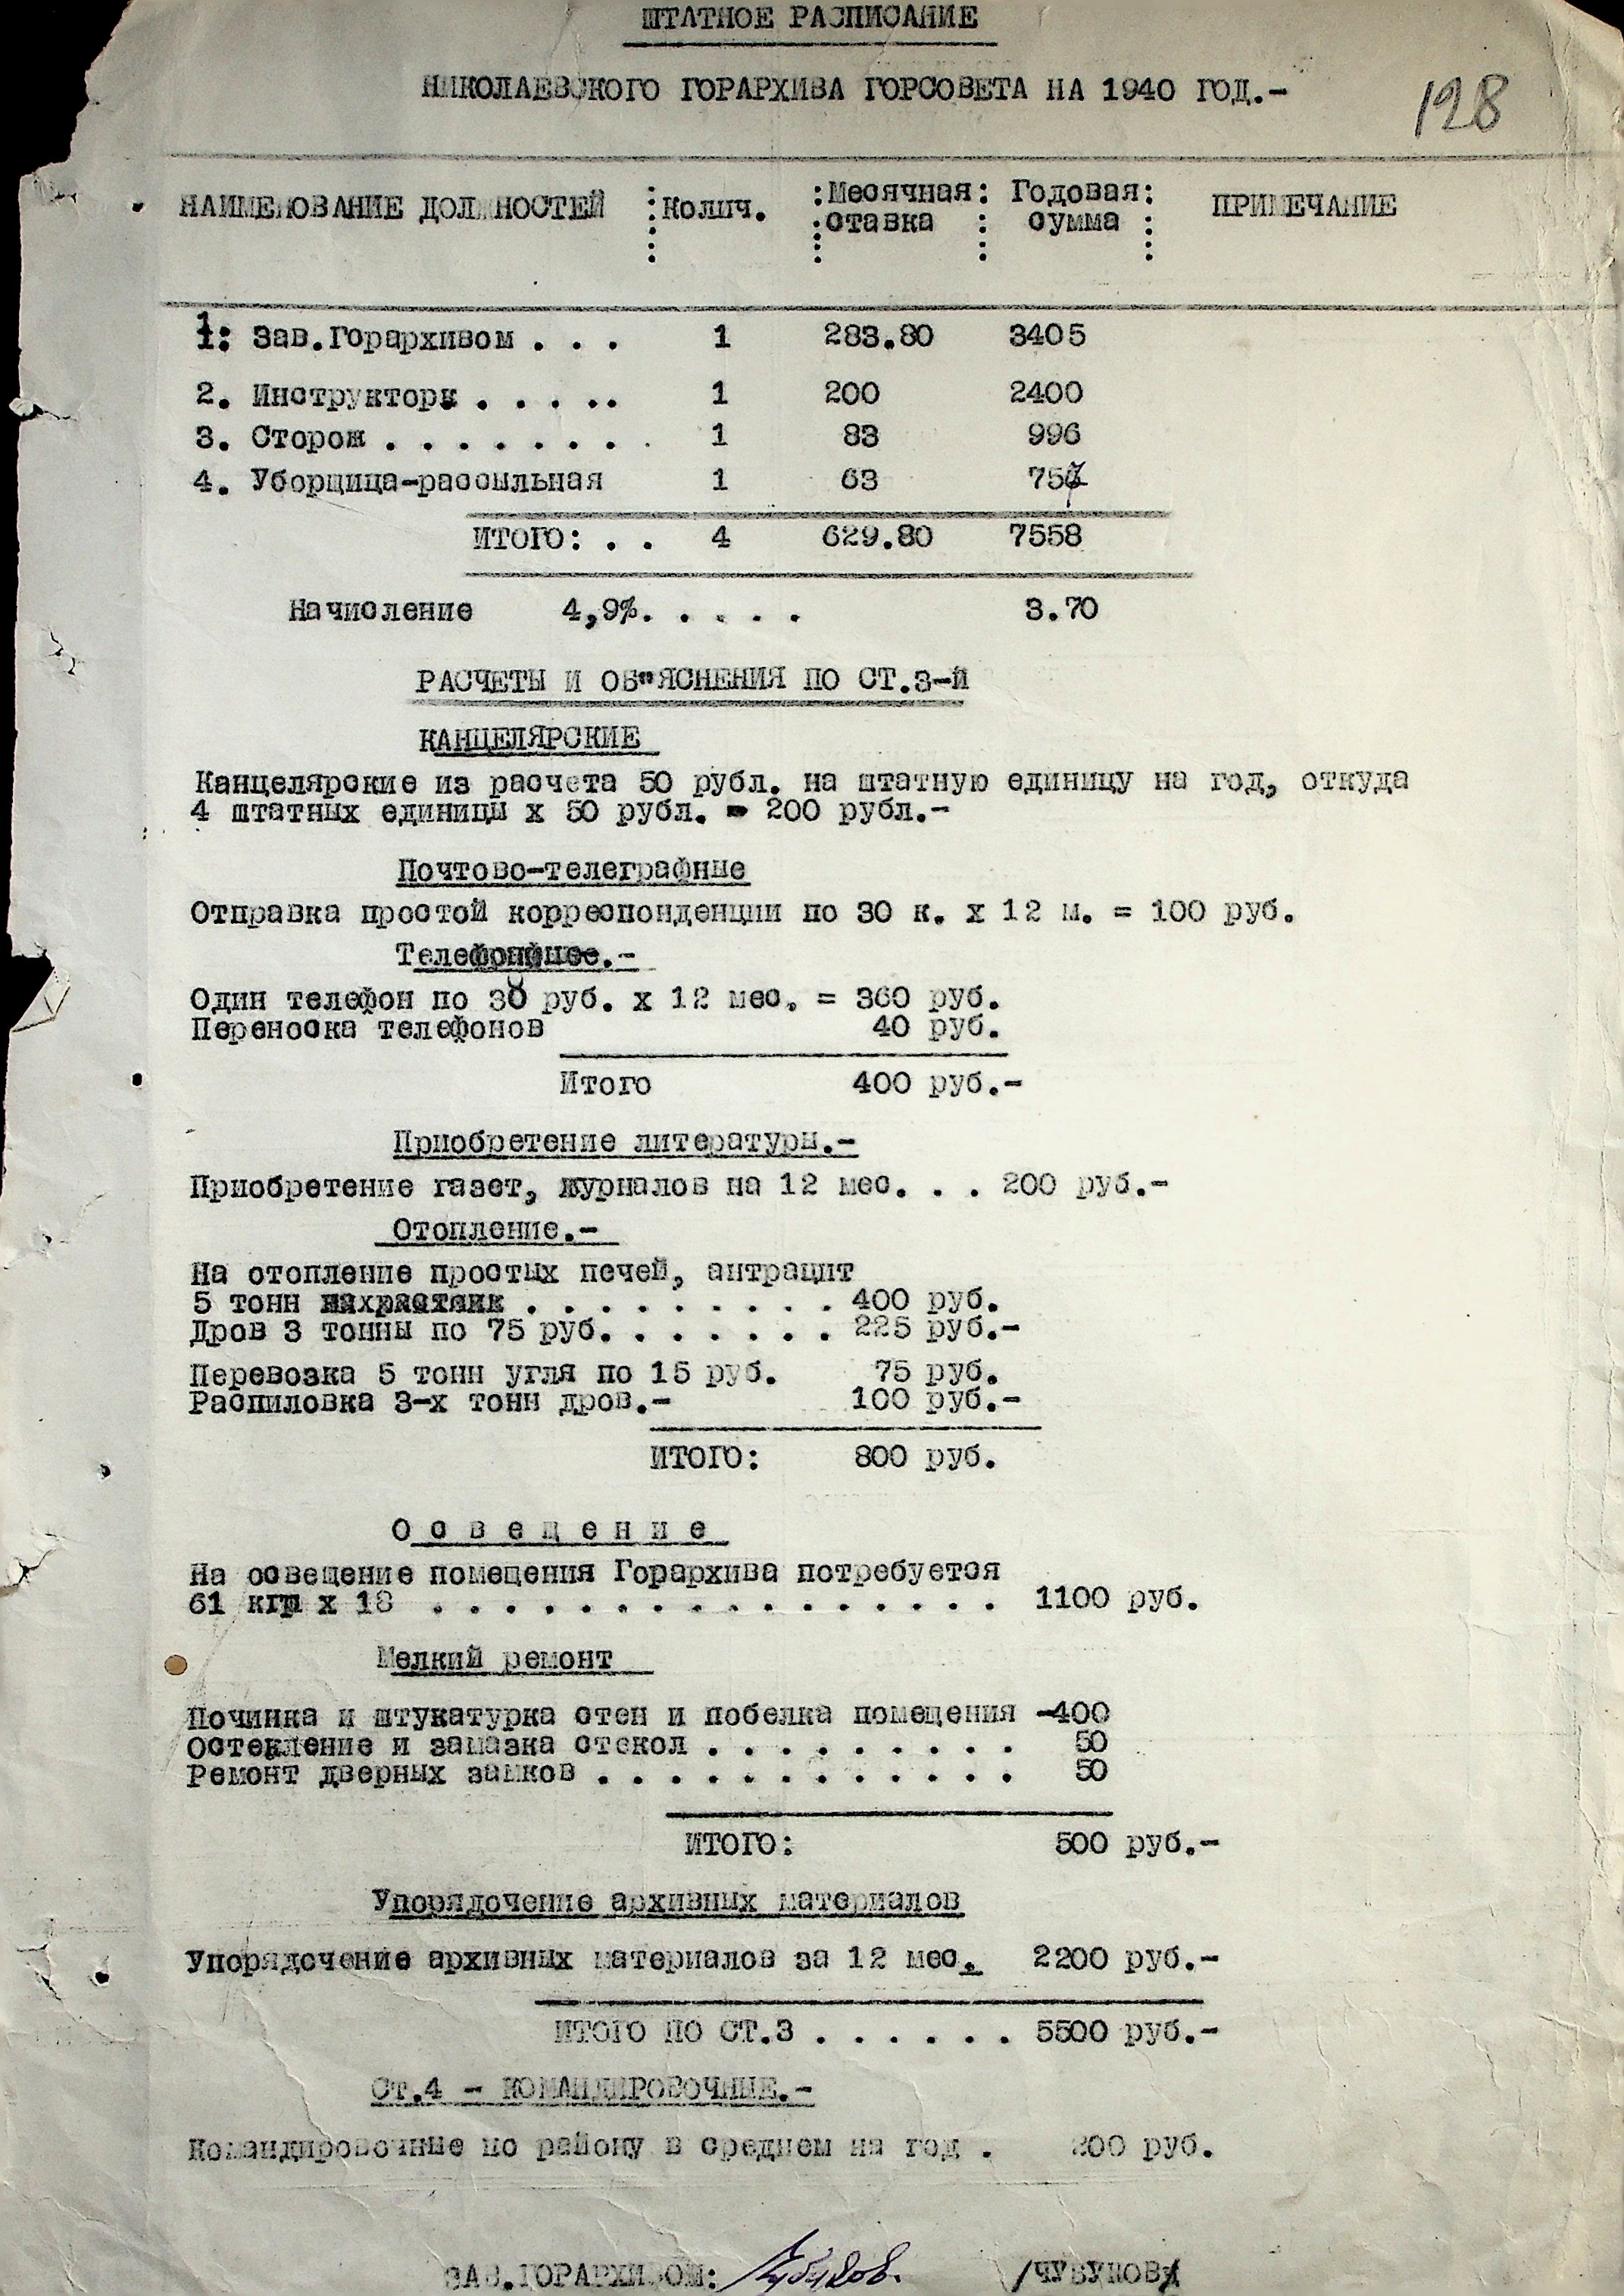 ШТАТНОЕ РАСПИСАНИЕ
НИКОЛАЕВСКОГО ГОРАРХИВА ГОРСОВЕТА НА 1940 ГОД.-
128
НАИМЕНОВАНИЕ ДОЛЖНОСТЕЙ : Колич. : Месячная : Годовая : ПРИМЕЧАНИЕ
: ставка : сумма :
1. Зав.Горархивом . . . 1 283.80 3405
2. Инструктора . . . . . 1 200 2400
3. Сторож . . . . . . . . 1 83 996
4. Уборщица-рассыльная 1 63 757
ИТОГО: . . 4 629.80 7558
Начисление 4,9%. . . . . 3.70
РАСЧЕТЫ И ОБ"ЯСНЕНИЯ ПО СТ.3-Й
КАНЦЕЛЯРСКИЕ
Канцелярские из расчета 50 рубл. на штатную единицу на год, откуда
4 штатных единицы х 50 рубл. - 200 рубл.-
Почтово-телеграфные
Отправка простой корреспонденции по 30 к. х 12 м. = 100 руб.
Телефонные.-
Один телефон по 30 руб. х 12 мес. = 360 руб.
Переноска телефонов 40 руб.
Итого 400 руб.-
Приобретение литературы.-
Приобретение газет, журналов на 12 мес. . . 200 руб.-
Отопление.-
На отопление простых печей, антрацит
5 тонн . . . . . . . . . 400 руб.
Дров 3 тонны по 75 руб. . . . . . . 225 руб.-
Перевозка 5 тонн угля по 15 руб. 75 руб.
Распиловка 3-х тонн дров.- 100 руб.-
ИТОГО: 800 руб.
О с в е щ е н и е
На освещение помещения Горархива потребуется
61 х 18 . . . . . . . . . . . . . . . . 1100 руб.
Мелкий ремонт
Починка и штукатурка стен и побелка помещения -400
Остекление и замазка стекол . . . . . . . . . 50
Ремонт дверных замков . . . . . . . . . . . . 50
ИТОГО: 500 руб.-
Упорядочение архивных материалов
Упорядочение архивных материалов за 12 мес. 2200 руб.-
ИТОГО ПО СТ.3 . . . . . . 5500 руб.-
Ст.4 - КОМАНДИРОВОЧНЫЕ.-
Командировочные по району в среднем на год . 200 руб.
ЗАВ.ГОРАРХИВОМ: /ЧУБУКОВ/